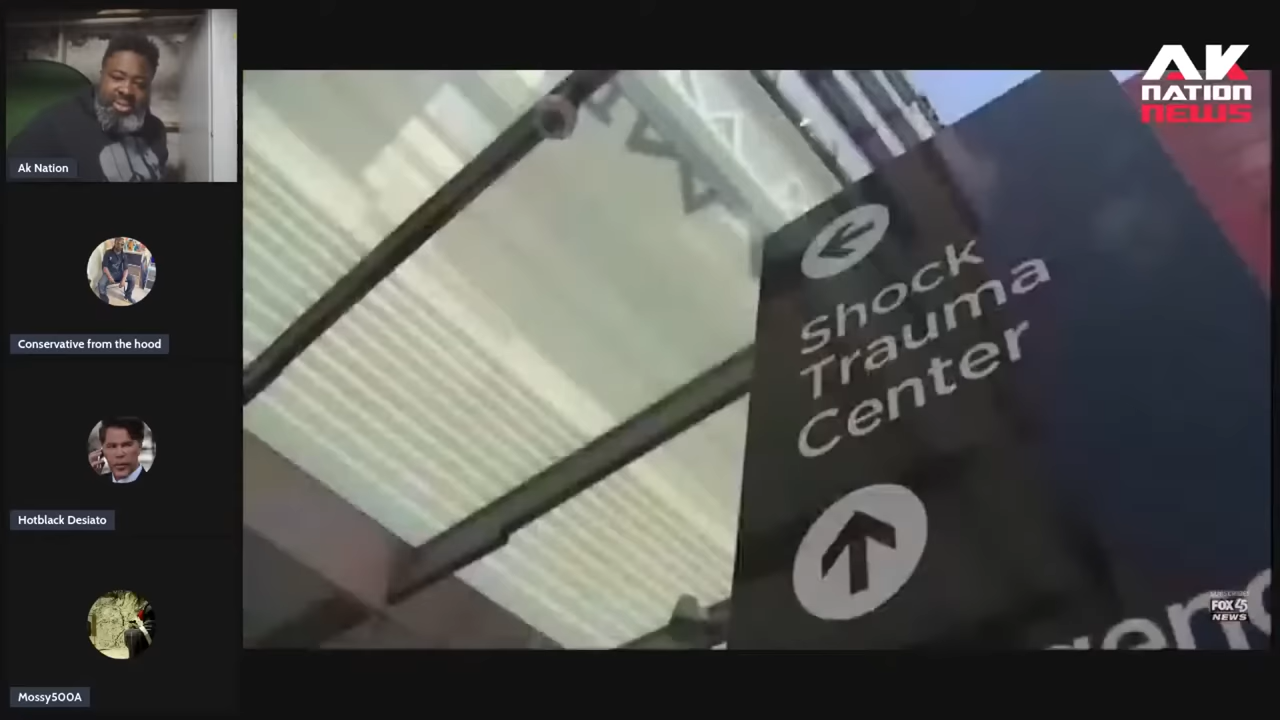 AK
NATION
NEWS
Ak Nation
Conservative from the hood
Hotblack Desiato
Mossy500A
Shock
Trauma
Center
FOX 45
NEWS